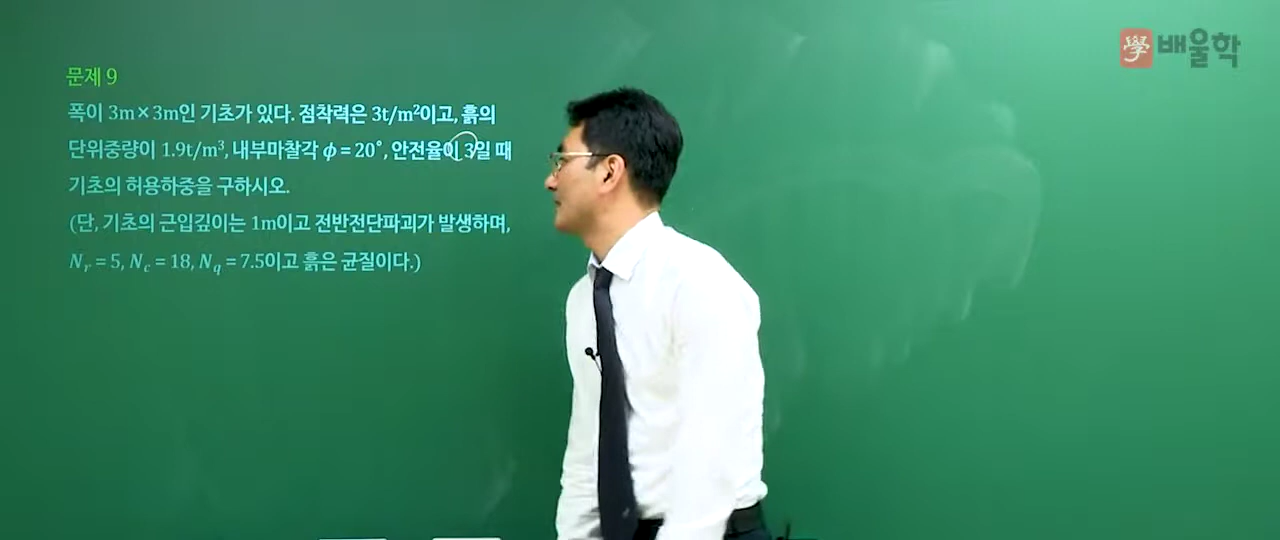 學 배울학
문제 9
폭이 3m×3m인 기초가 있다. 점착력은 3t/m²이고, 흙의
단위중량이 1.9t/m³, 내부마찰각 ϕ = 20°, 안전율이 3일 때
기초의 허용하중을 구하시오.
(단, 기초의 근입깊이는 1m이고 전반전단파괴가 발생하며,
Nᵣ = 5, N_c = 18, N_q = 7.5이고 흙은 균질이다.)